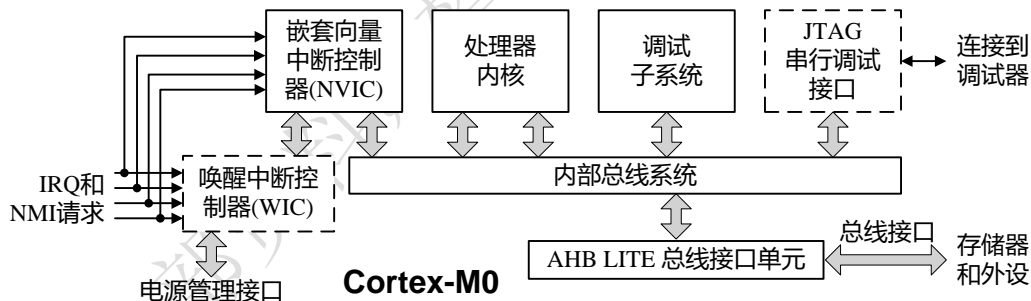 嵌套向量
中断控制
器(NVIC)
处理器
内核
调试
子系统
JTAG
串行调试
接口
连接到
调试器
IRQ和
NMI请求
唤醒中断控
制器(WIC)
内部总线系统
AHB LITE 总线接口单元
总线接口
存储器
和外设
电源管理接口
Cortex-M0